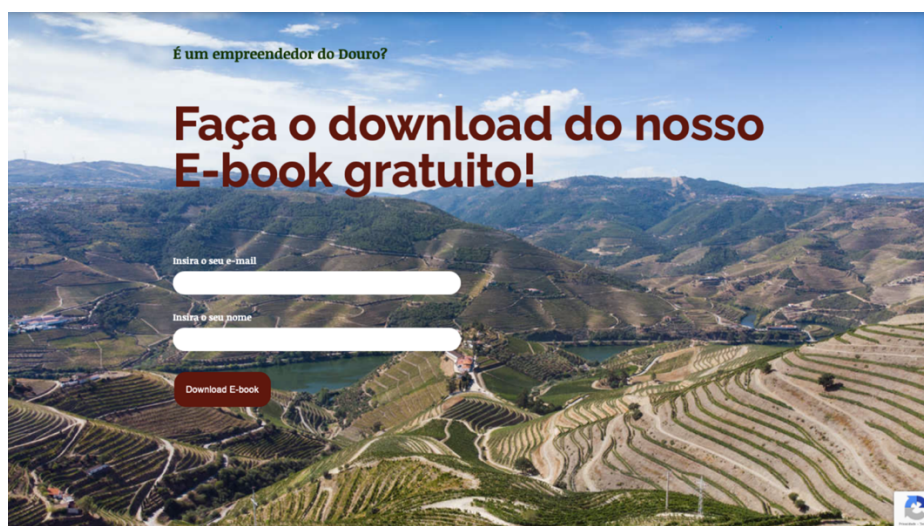 É um empreendedor do Douro?
Faça o download do nosso
E-book gratuito!
Insira o seu e-mail
Insira o seu nome
Download E-book